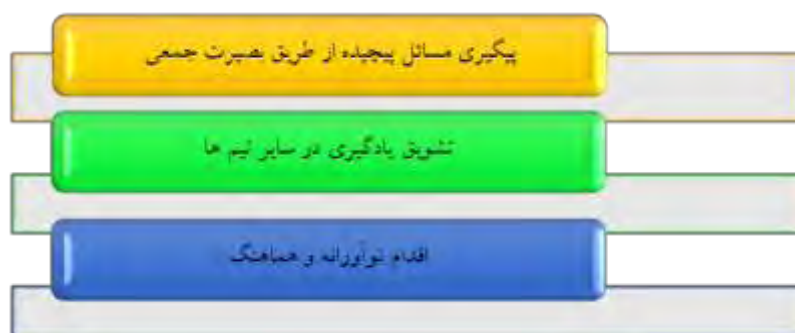 پیگیری مسائل پیچیده از طریق بصیرت جمعی
تشویق یادگیری در سایر تیم ها
اقدام نوآورانه و هماهنگ